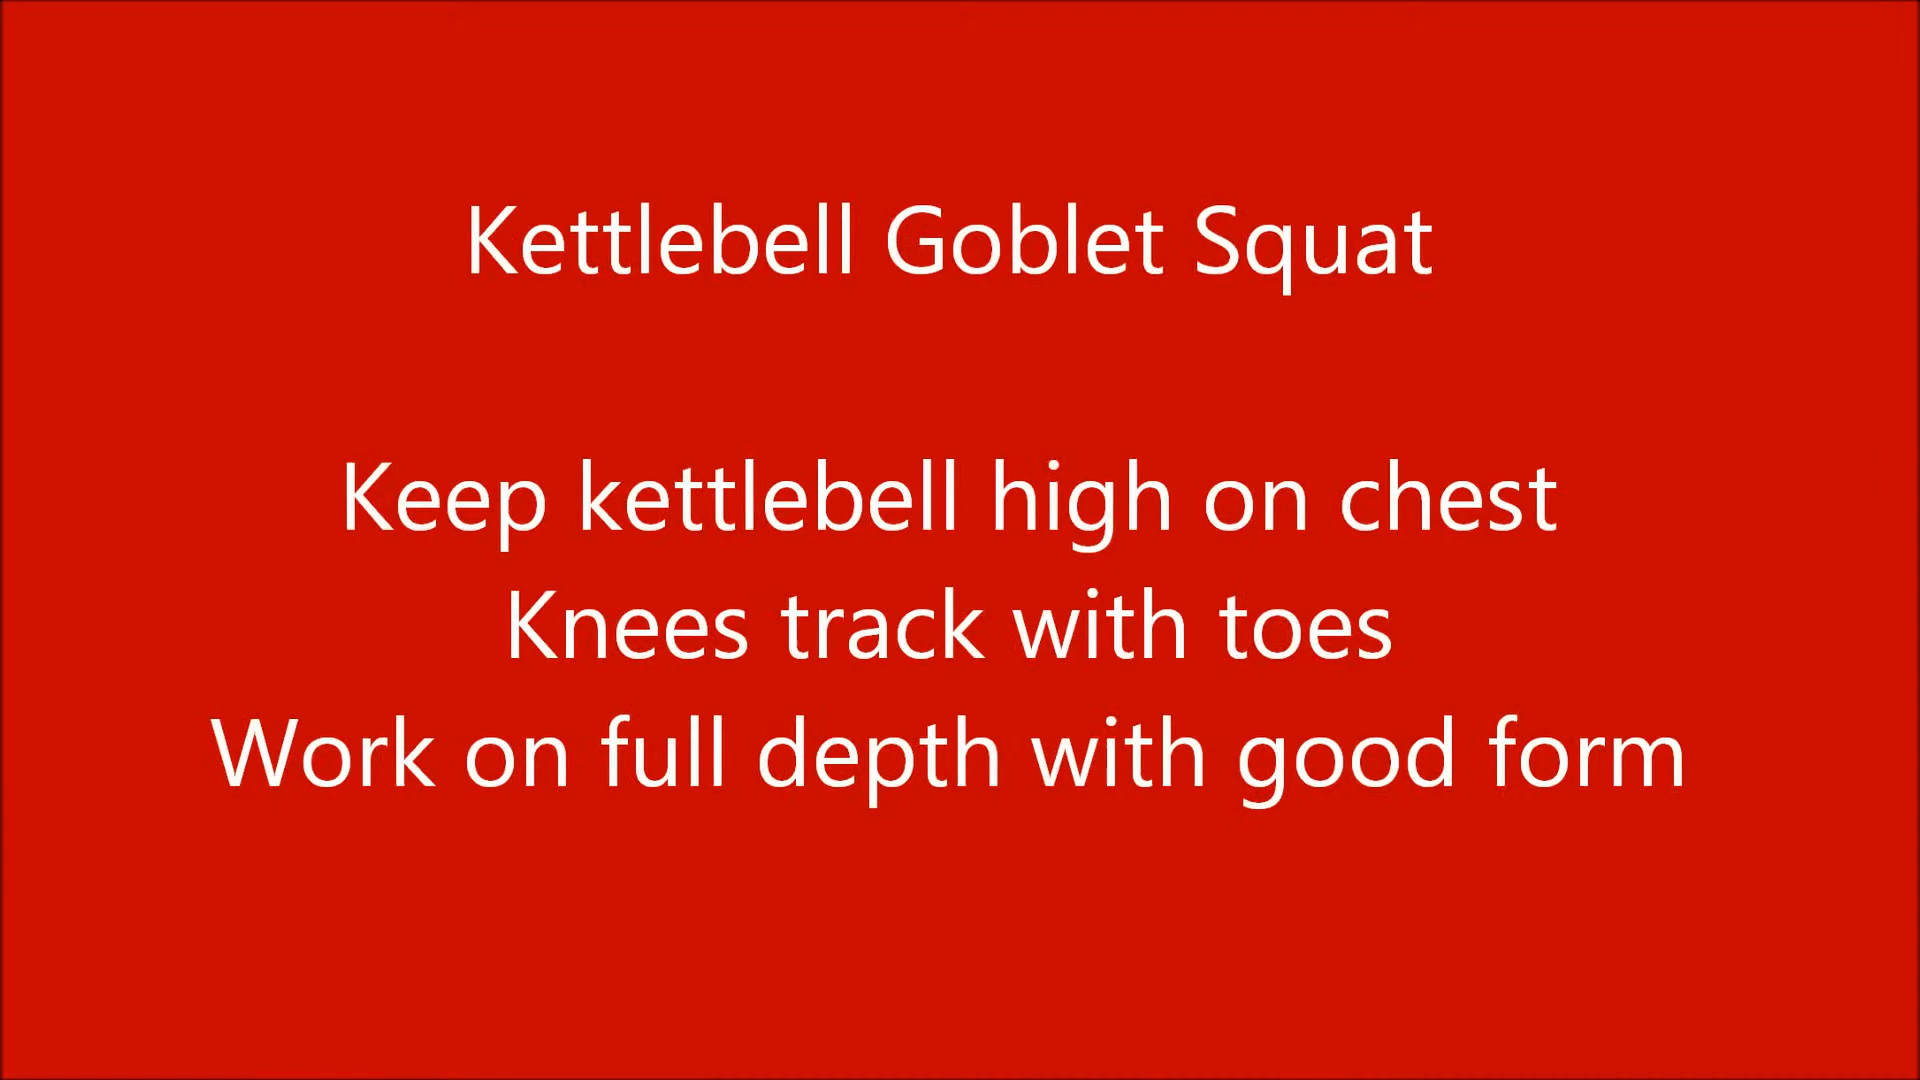 Kettlebell Goblet Squat
Keep kettlebell high on chest
Knees track with toes
Work on full depth with good form